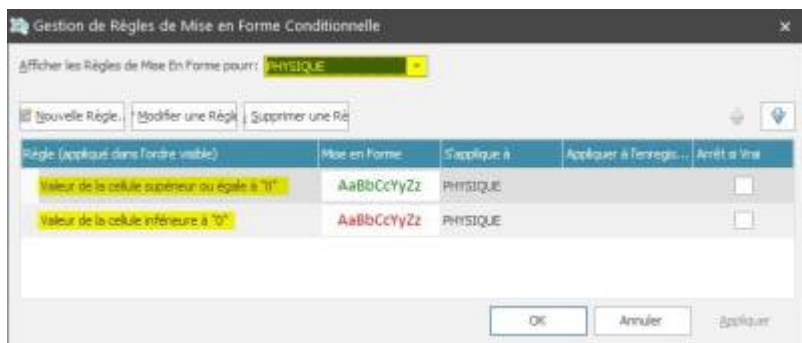 Gestion de Règles de Mise en Forme Conditionnelle
Afficher les Règles de Mise En Forme pour: PHYSIQUE
Nouvelle Règle... Modifier une Règle Supprimer une Rè
Règle (appliqué dans l'ordre visible) Mise en Forme S'applique à Appliquer à l'enregis... Arrêt si Vrai
Valeur de la cellule supérieur ou égale à "0" AaBbCcYyZz PHYSIQUE
Valeur de la cellule inférieure à "0" AaBbCcYyZz PHYSIQUE
OK Annuler Appliquer